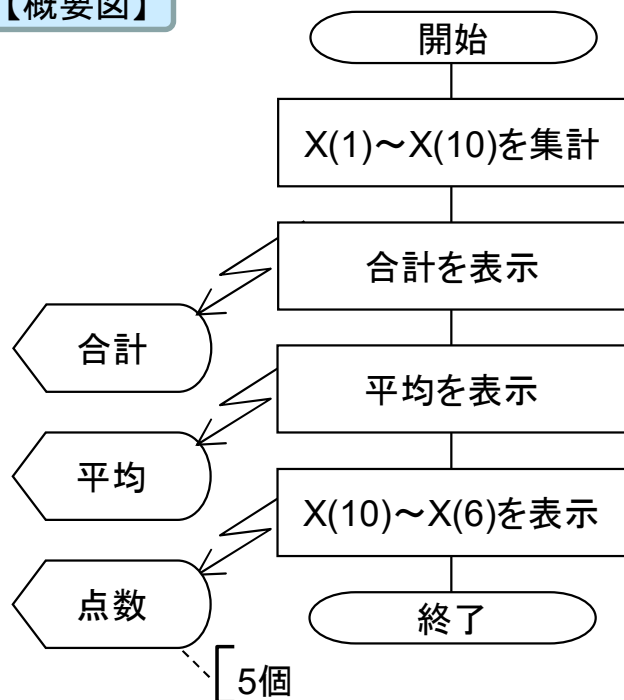 【概要図】
開始
X(1)～X(10)を集計
合計を表示
合計
平均を表示
平均
X(10)～X(6)を表示
点数
終了
5個